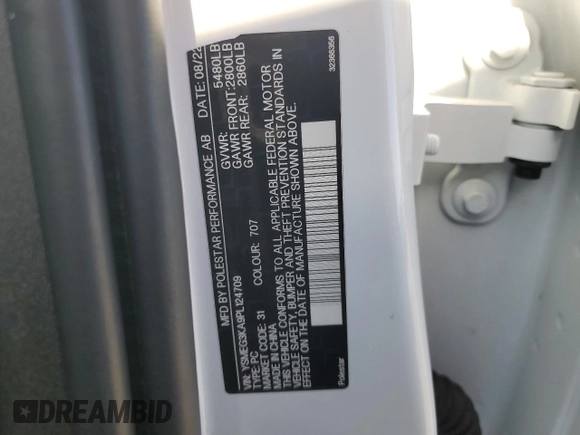 MFD BY POLESTAR PERFORMANCE AB DATE: 08/22
GVWR: 5480LB
GAWR FRONT: 2800LB
GAWR REAR: 2860LB
VIN: YSMEG3KA9PL124709
TYPE: PC
MARKET CODE: 31 COLOUR: 707
MADE IN CHINA
THIS VEHICLE CONFORMS TO ALL APPLICABLE FEDERAL MOTOR
VEHICLE SAFETY, BUMPER AND THEFT PREVENTION STANDARDS IN
EFFECT ON THE DATE OF MANUFACTURE SHOWN ABOVE.
Polestar 32366356
DREAMBID